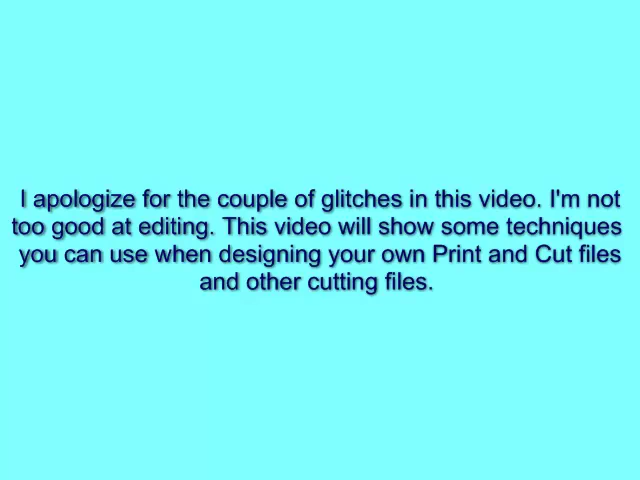 I apologize for the couple of glitches in this video. I'm not
too good at editing. This video will show some techniques
you can use when designing your own Print and Cut files
and other cutting files.